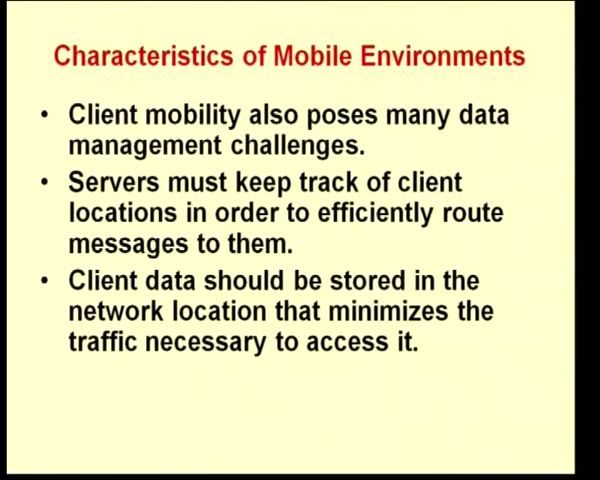 Characteristics of Mobile Environments
• Client mobility also poses many data
management challenges.
• Servers must keep track of client
locations in order to efficiently route
messages to them.
• Client data should be stored in the
network location that minimizes the
traffic necessary to access it.